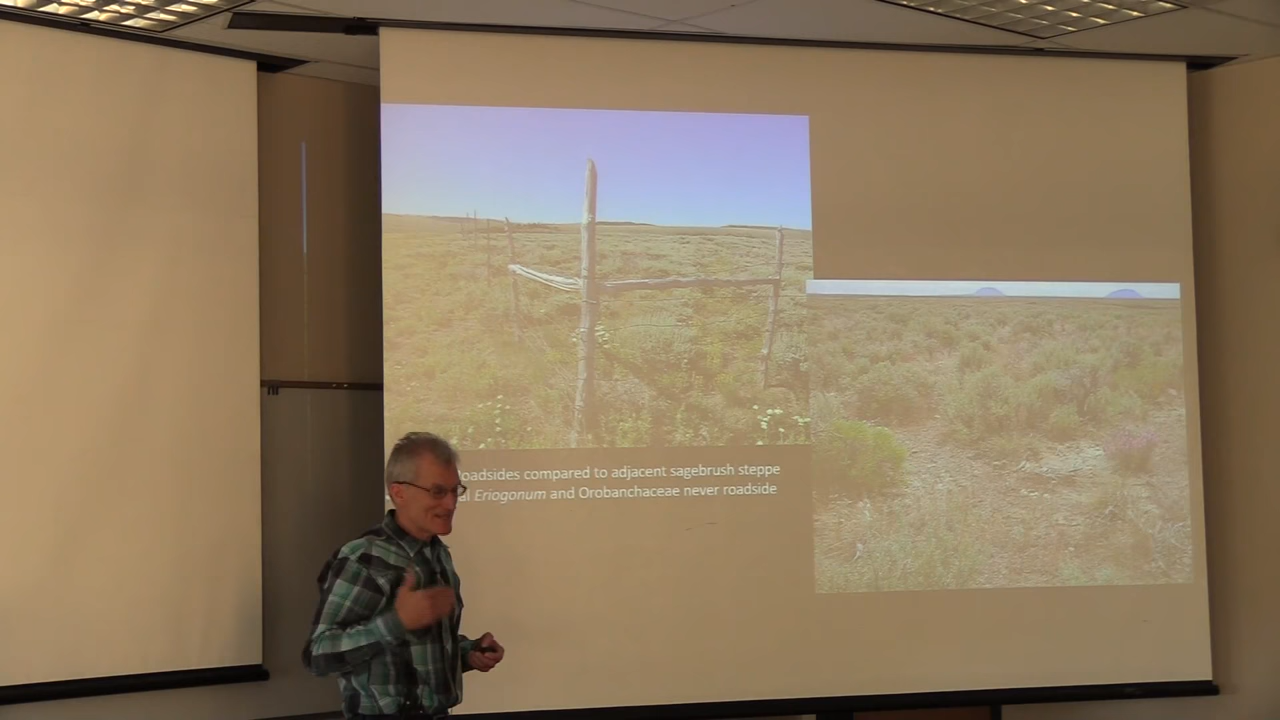 oadsides compared to adjacent sagebrush steppe
al Eriogonum and Orobanchaceae never roadside